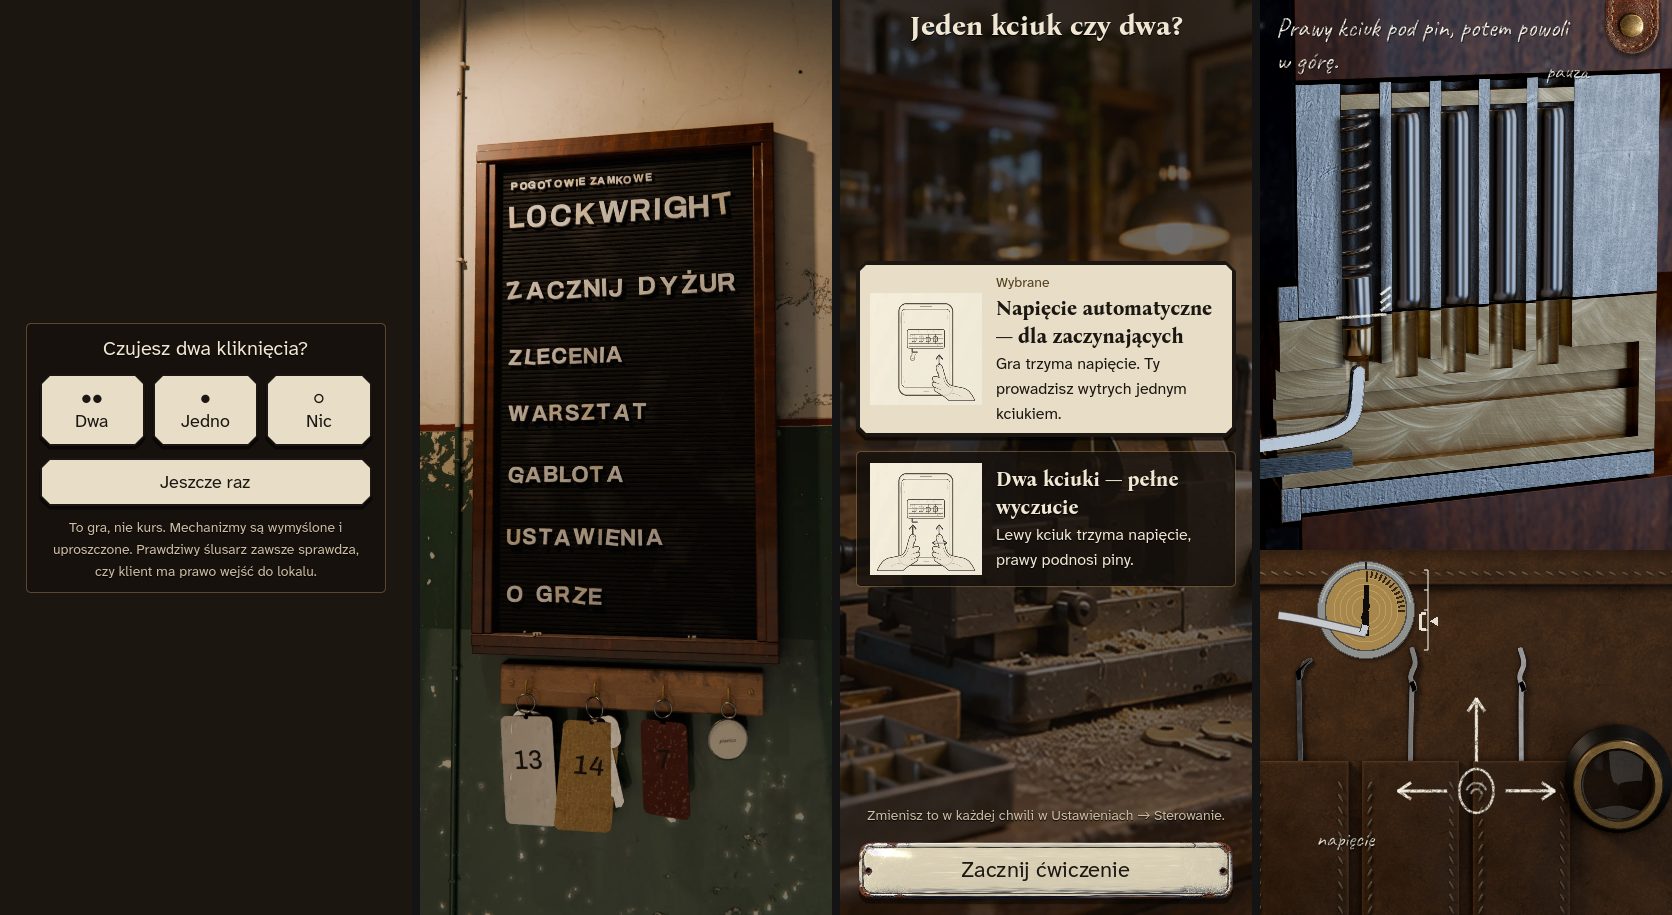 Czujesz dwa kliknięcia?
Dwa
Jedno
Nic
Jeszcze raz
To gra, nie kurs. Mechanizmy są wymyślone i
uproszczone. Prawdziwy ślusarz zawsze sprawdza,
czy klient ma prawo wejść do lokalu.
POGOTOWIE ZAMKOWE
LOCKWRIGHT
ZACZNIJ DYŻUR
ZLECENIA
WARSZTAT
GABLOTA
USTAWIENIA
O GRZE
13
14
7
Jeden kciuk czy dwa?
Wybrane
Napięcie automatyczne
— dla zaczynających
Gra trzyma napięcie. Ty
prowadzisz wytrych jednym
kciukiem.
Dwa kciuki — pełne
wyczucie
Lewy kciuk trzyma napięcie,
prawy podnosi piny.
Zmienisz to w każdej chwili w Ustawieniach → Sterowanie.
Zacznij ćwiczenie
Prawy kciuk pod pin, potem powoli
w górę.
pauza
napięcie